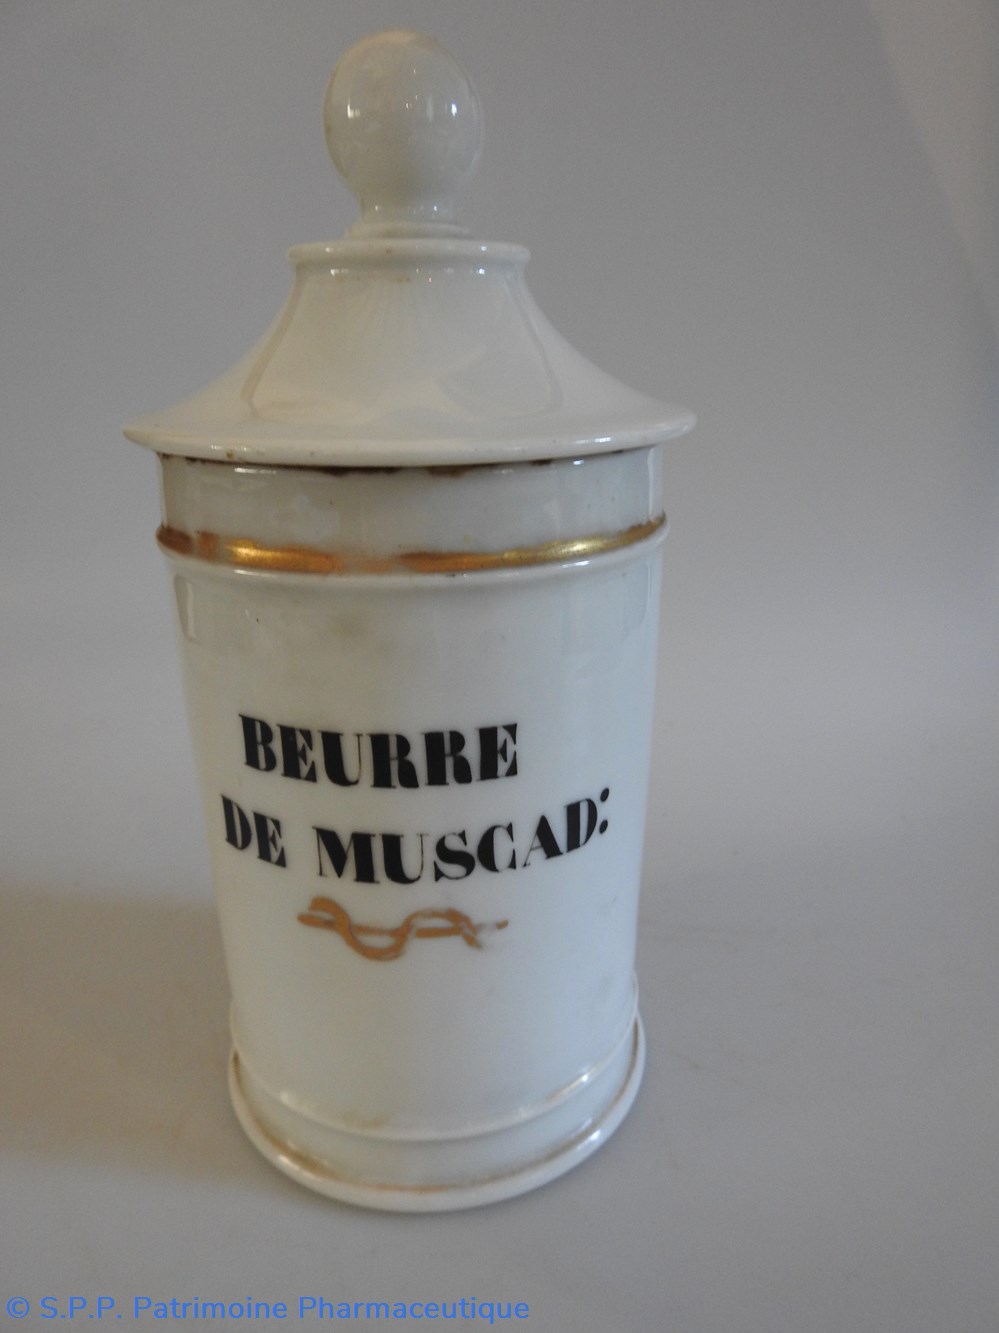 BEURRE
DE MUSCAD:
© S.P.P. Patrimoine Pharmaceutique